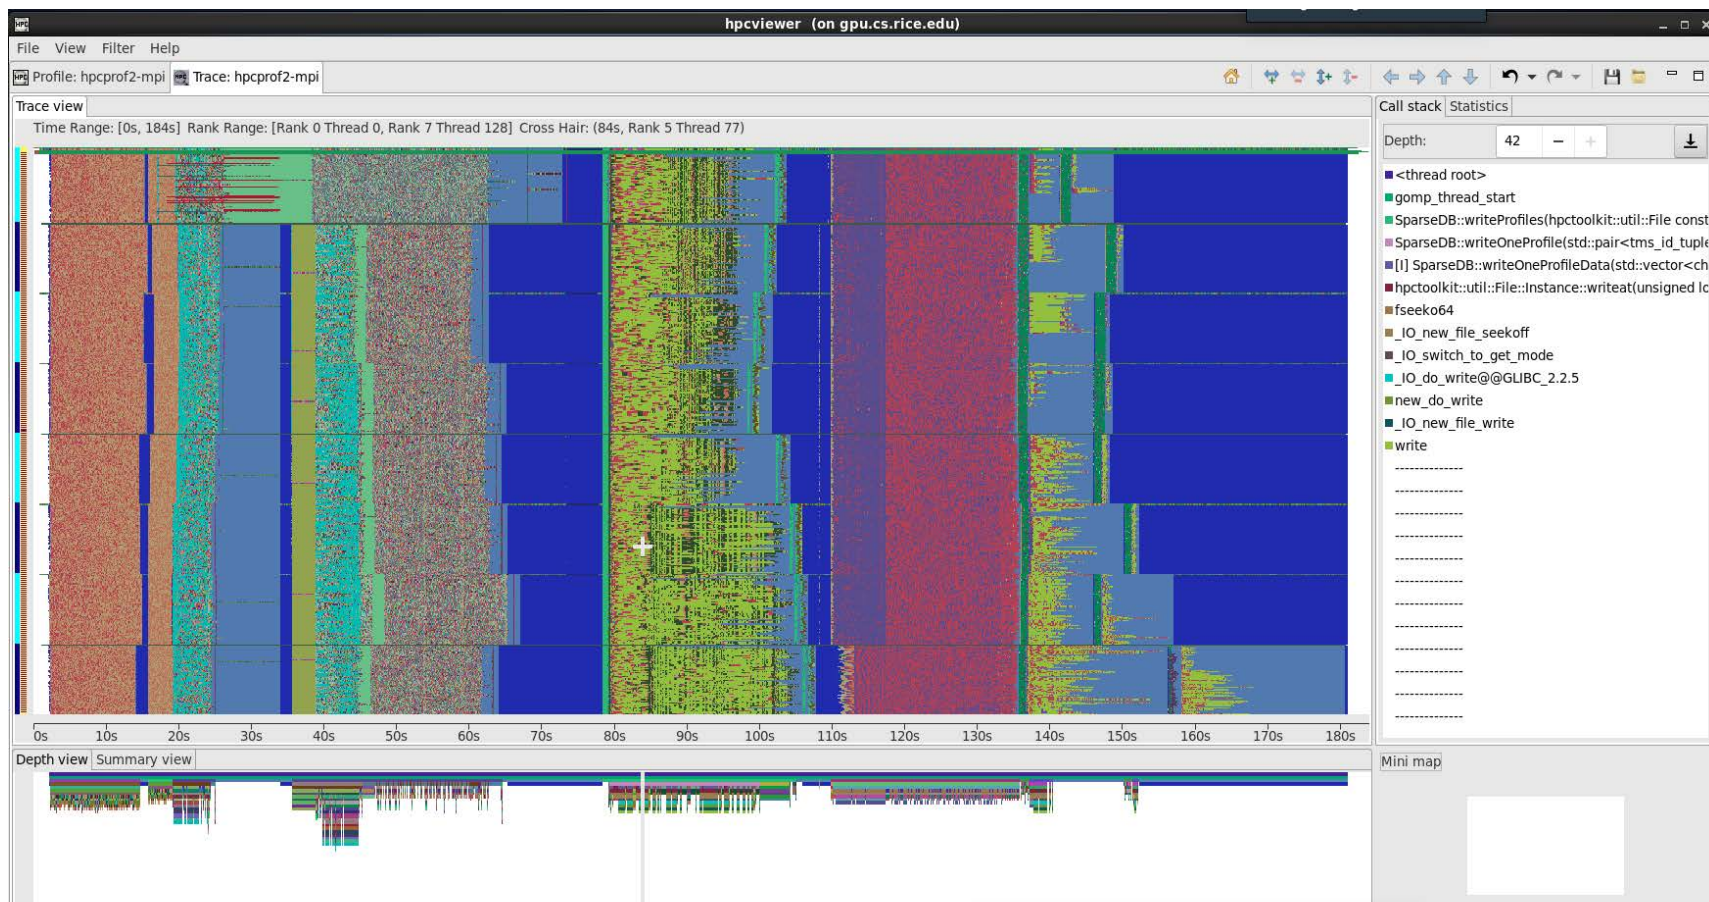 hpcviewer (on gpu.cs.rice.edu)
File View Filter Help
Profile: hpcprof2-mpi Trace: hpcprof2-mpi
Trace view
Time Range: [0s, 184s] Rank Range: [Rank 0 Thread 0, Rank 7 Thread 128] Cross Hair: (84s, Rank 5 Thread 77)
0s 10s 20s 30s 40s 50s 60s 70s 80s 90s 100s 110s 120s 130s 140s 150s 160s 170s 180s
Depth view Summary view
Call stack Statistics
Depth: 42
<thread root>
gomp_thread_start
SparseDB::writeProfiles(hpctoolkit::util::File const
SparseDB::writeOneProfile(std::pair<tms_id_tuple
[I] SparseDB::writeOneProfileData(std::vector<ch
hpctoolkit::util::File::Instance::writeat(unsigned lo
fseeko64
_IO_new_file_seekoff
_IO_switch_to_get_mode
_IO_do_write@@GLIBC_2.2.5
new_do_write
_IO_new_file_write
write
--------------
--------------
--------------
--------------
--------------
--------------
--------------
--------------
--------------
--------------
--------------
--------------
Mini map